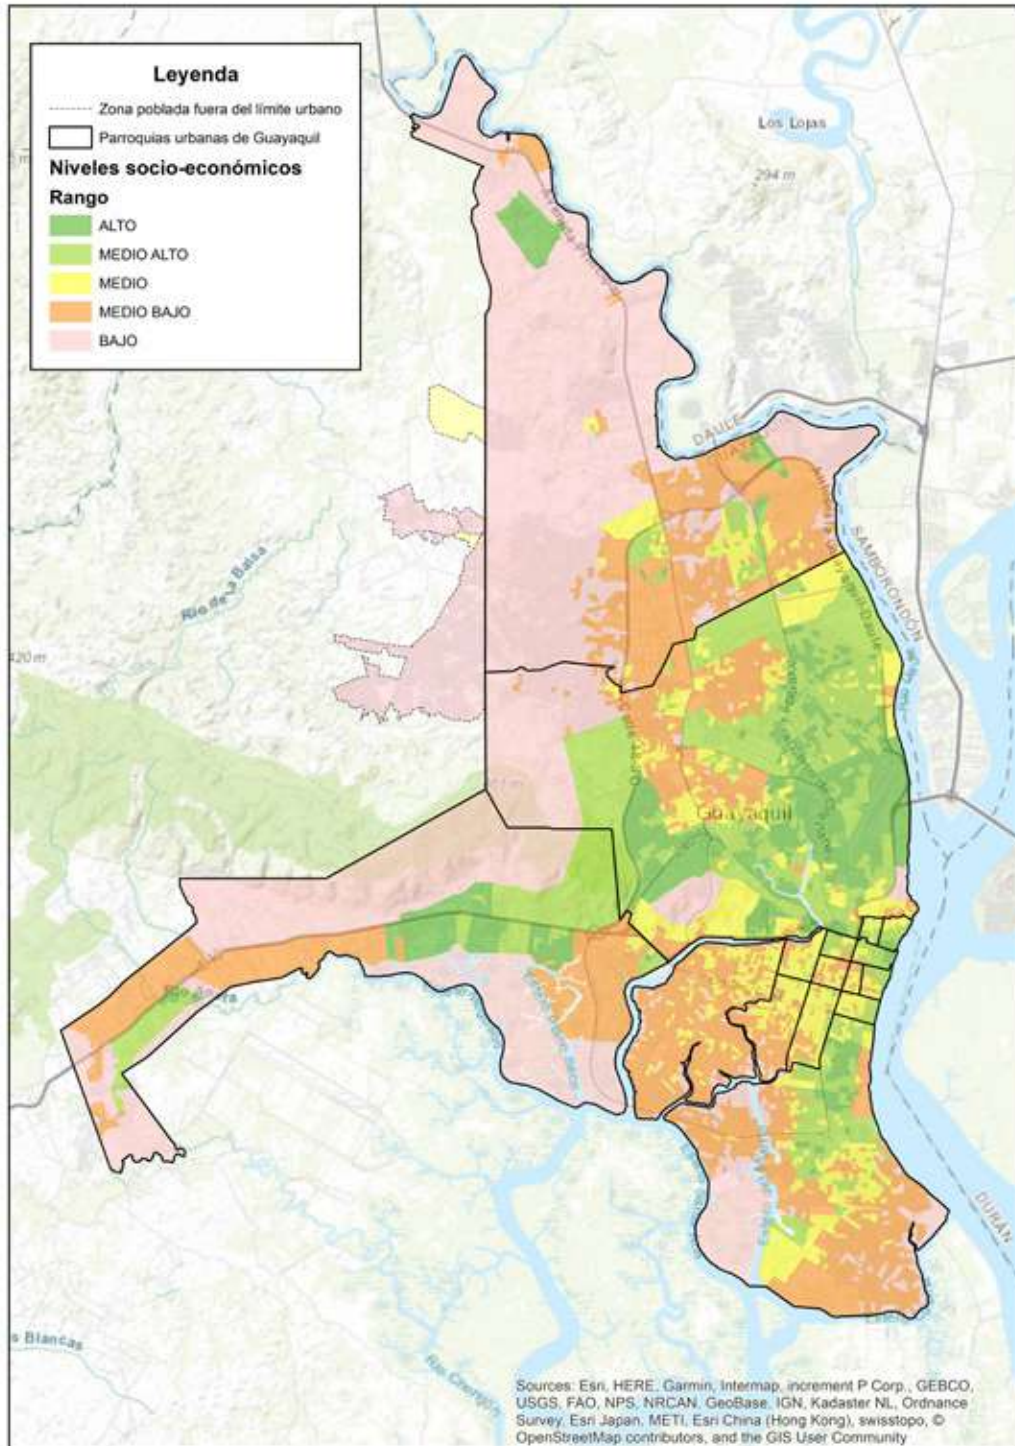 Leyenda
Zona poblada fuera del límite urbano
Parroquias urbanas de Guayaquil
Niveles socio-económicos
Rango
ALTO
MEDIO ALTO
MEDIO
MEDIO BAJO
BAJO
Los Lojas
294 m
DAULE
SAMBORONDÓN
Río de la Balsa
420 m
Guayaquil
DURÁN
s Blancas
Río Chongón
Sources: Esri, HERE, Garmin, Intermap, increment P Corp., GEBCO,
USGS, FAO, NPS, NRCAN, GeoBase, IGN, Kadaster NL, Ordnance
Survey, Esri Japan, METI, Esri China (Hong Kong), swisstopo, ©
OpenStreetMap contributors, and the GIS User Community